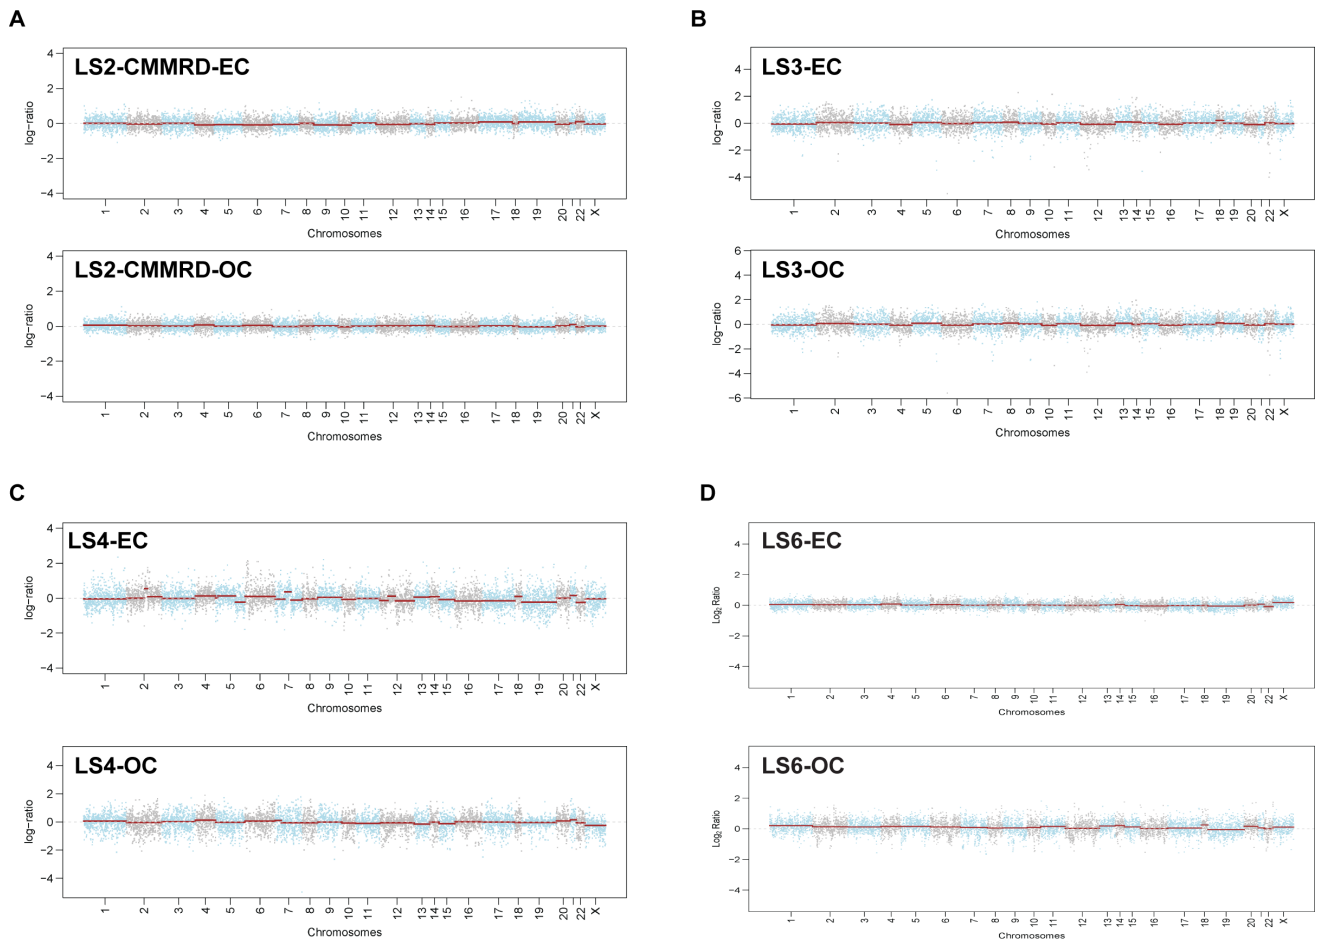 A
LS2-CMMRD-EC
log-ratio
4
2
0
−2
−4
1 2 3 4 5 6 7 8 9 10 11 12 13 14 15 16 17 18 19 20 22 X
Chromosomes
LS2-CMMRD-OC
log-ratio
4
2
0
−2
−4
1 2 3 4 5 6 7 8 9 10 11 12 13 14 15 16 17 18 19 20 22 X
Chromosomes
B
LS3-EC
log-ratio
4
2
0
−2
−4
1 2 3 4 5 6 7 8 9 10 11 12 13 14 15 16 17 18 19 20 22 X
Chromosomes
LS3-OC
log-ratio
6
4
2
0
−2
−4
−6
1 2 3 4 5 6 7 8 9 10 11 12 13 14 15 16 17 18 19 20 22 X
Chromosomes
C
LS4-EC
log-ratio
4
2
0
−2
−4
1 2 3 4 5 6 7 8 9 10 11 12 13 14 15 16 17 18 19 20 22 X
Chromosomes
LS4-OC
log-ratio
4
2
0
−2
−4
1 2 3 4 5 6 7 8 9 10 11 12 13 14 15 16 17 18 19 20 22 X
Chromosomes
D
LS6-EC
Log₂ Ratio
4
2
0
−2
−4
1 2 3 4 5 6 7 8 9 10 11 12 13 14 15 16 17 18 19 20 22 X
Chromosomes
LS6-OC
Log₂ Ratio
4
2
0
−2
−4
1 2 3 4 5 6 7 8 9 10 11 12 13 14 15 16 17 18 19 20 22 X
Chromosomes